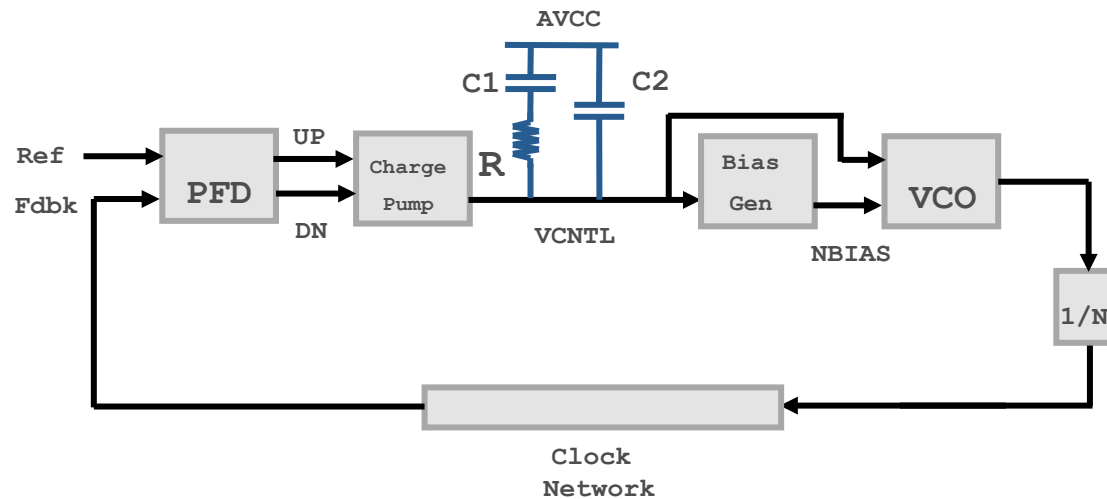 AVCC
C1
C2
UP
Ref
PFD
Charge
Pump
R
Bias
Gen
VCO
Fdbk
DN
VCNTL
NBIAS
1/N
Clock
Network